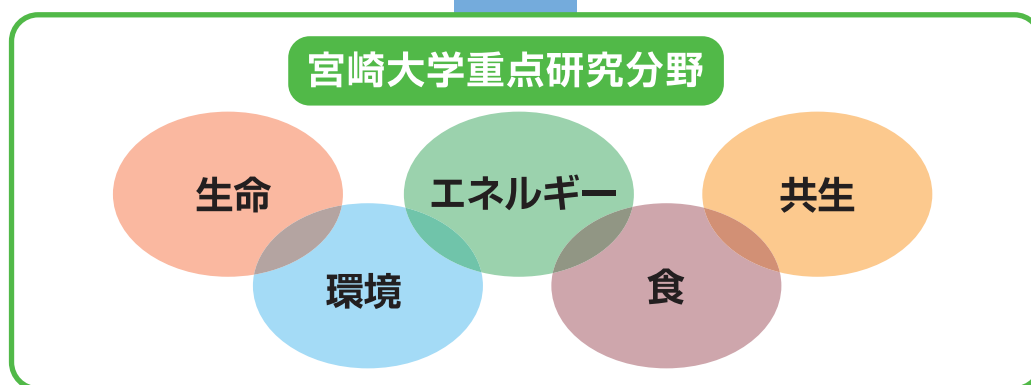 宮崎大学重点研究分野
生命
エネルギー
共生
環境
食